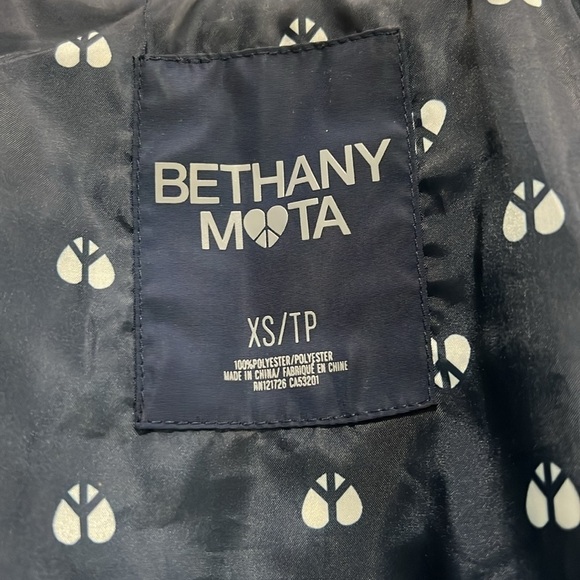 BETHANY
MOTA
XS/TP
100%POLYESTER/POLYESTER
MADE IN CHINA/ FABRIQUÉ EN CHINE
RN121726 CA53201